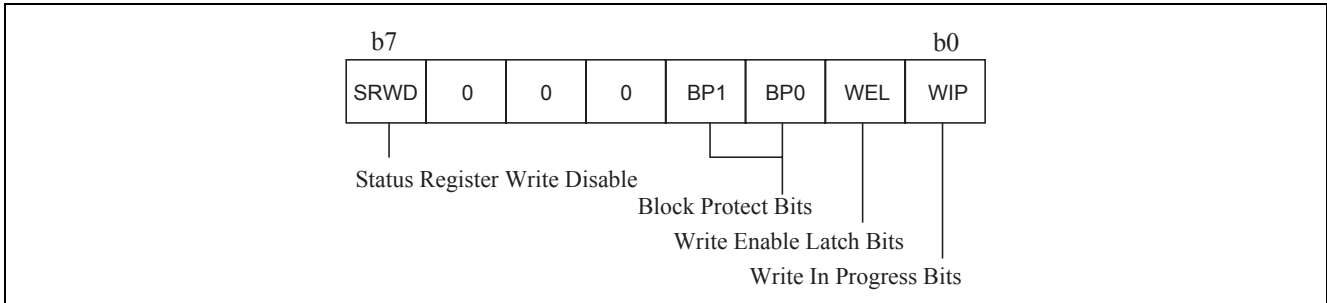 b7 b0
SRWD 0 0 0 BP1 BP0 WEL WIP
Status Register Write Disable
Block Protect Bits
Write Enable Latch Bits
Write In Progress Bits